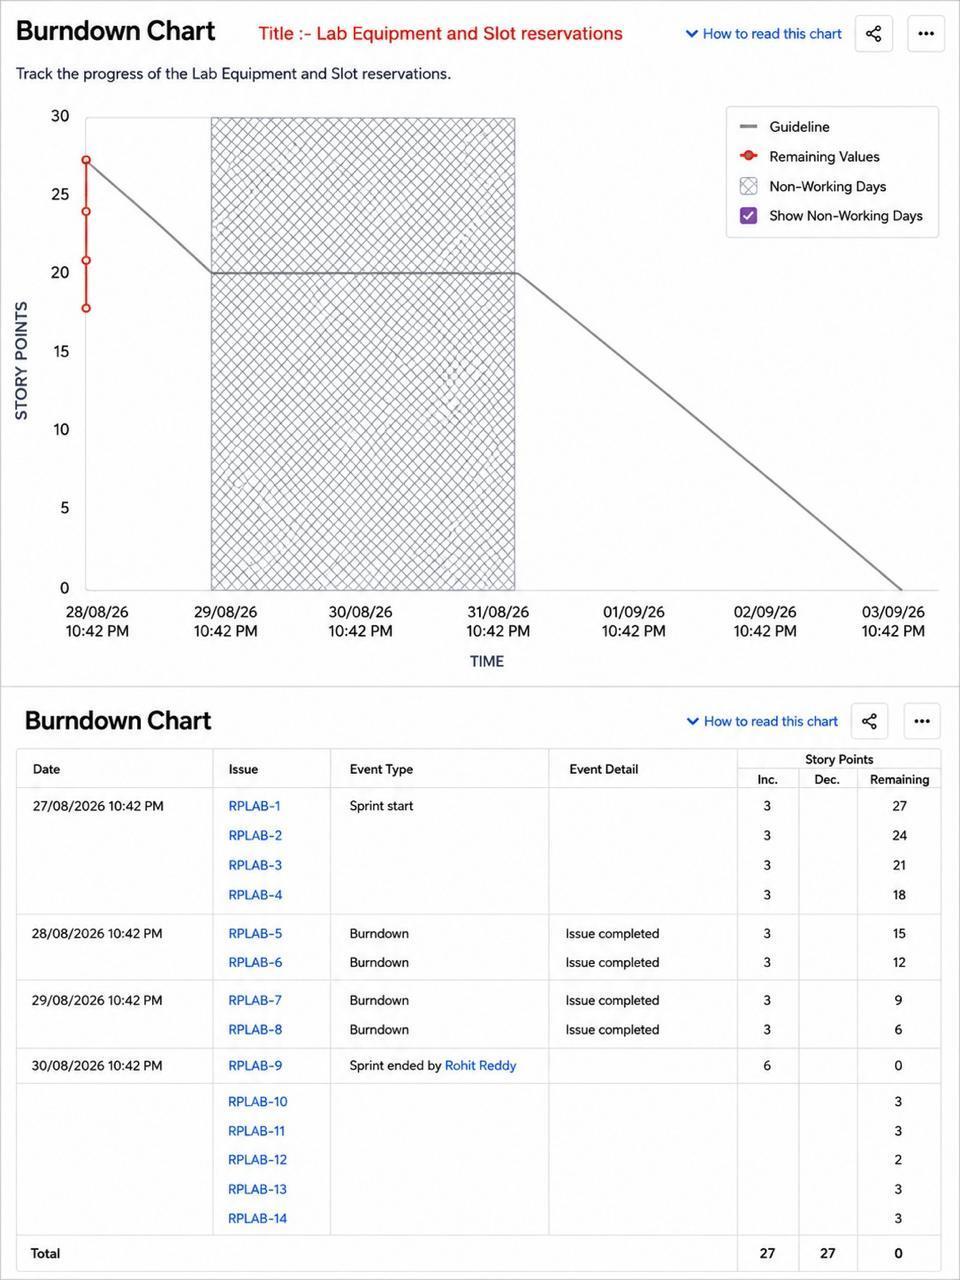 Burndown Chart
Title :- Lab Equipment and Slot reservations
How to read this chart
Track the progress of the Lab Equipment and Slot reservations.
30
25
20
15
10
5
0
STORY POINTS
Guideline
Remaining Values
Non-Working Days
Show Non-Working Days
28/08/26 29/08/26 30/08/26 31/08/26 01/09/26 02/09/26 03/09/26
10:42 PM 10:42 PM 10:42 PM 10:42 PM 10:42 PM 10:42 PM 10:42 PM
TIME
Burndown Chart
How to read this chart
Date Issue Event Type Event Detail Story Points
Inc. Dec. Remaining
27/08/2026 10:42 PM RPLAB-1 Sprint start 3 27
RPLAB-2 3 24
RPLAB-3 3 21
RPLAB-4 3 18
28/08/2026 10:42 PM RPLAB-5 Burndown Issue completed 3 15
RPLAB-6 Burndown Issue completed 3 12
29/08/2026 10:42 PM RPLAB-7 Burndown Issue completed 3 9
RPLAB-8 Burndown Issue completed 3 6
30/08/2026 10:42 PM RPLAB-9 Sprint ended by Rohit Reddy 6 0
RPLAB-10 3
RPLAB-11 3
RPLAB-12 2
RPLAB-13 3
RPLAB-14 3
Total 27 27 0